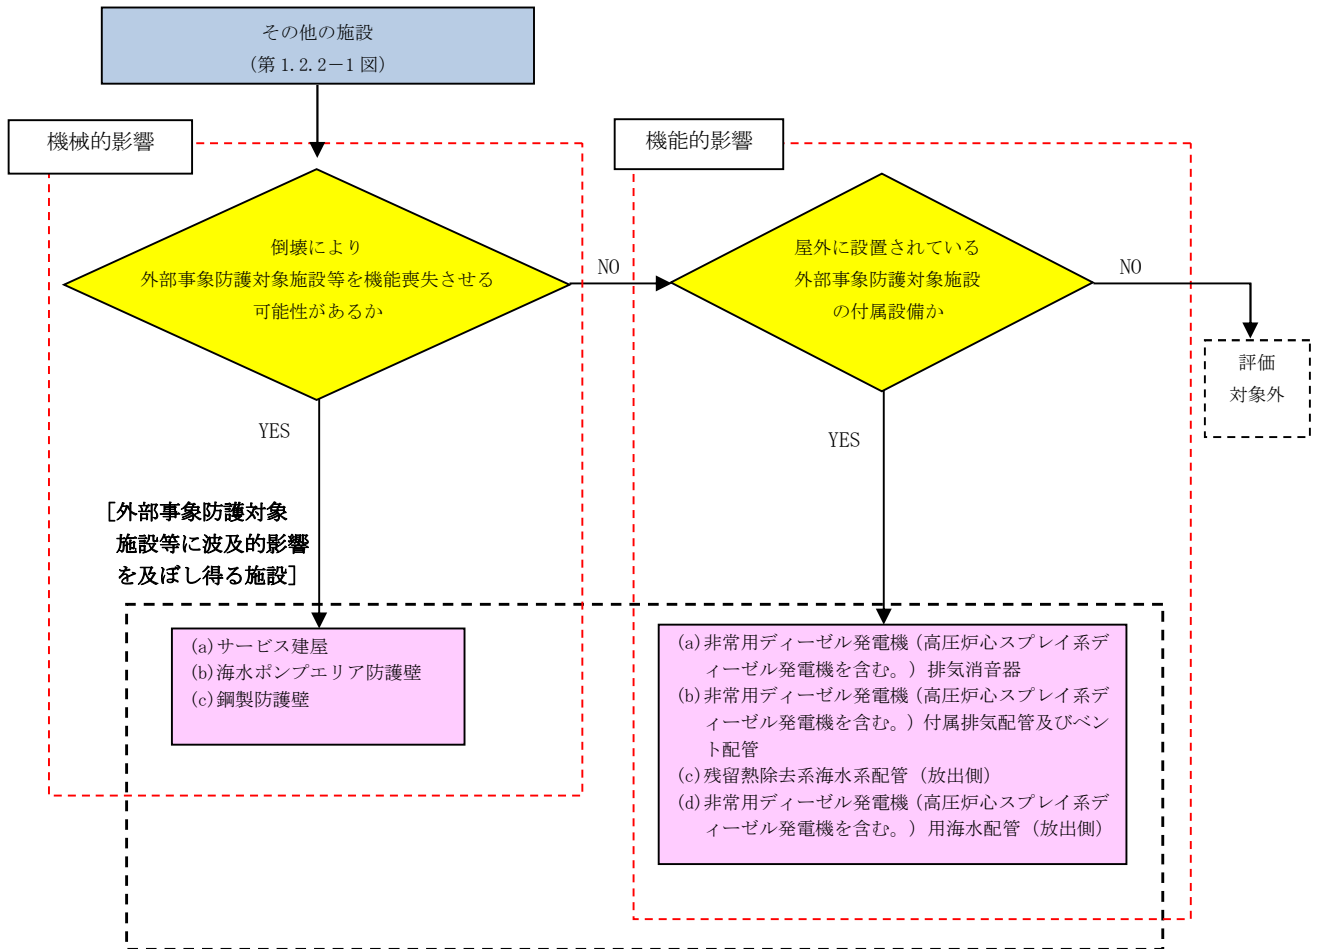 その他の施設
（第 1.2.2－1 図）
機械的影響
機能的影響
倒壊により
外部事象防護対象施設等を機能喪失させる
可能性があるか
NO
屋外に設置されている
外部事象防護対象施設
の付属設備か
NO
評価
対象外
YES
YES
［外部事象防護対象
施設等に波及的影響
を及ぼし得る施設］
(a)サービス建屋
(b)海水ポンプエリア防護壁
(c)鋼製防護壁
(a)非常用ディーゼル発電機（高圧炉心スプレイ系デ
ィーゼル発電機を含む。）排気消音器
(b)非常用ディーゼル発電機（高圧炉心スプレイ系デ
ィーゼル発電機を含む。）付属排気配管及びベン
ト配管
(c)残留熱除去系海水系配管（放出側）
(d)非常用ディーゼル発電機（高圧炉心スプレイ系デ
ィーゼル発電機を含む。）用海水配管（放出側）